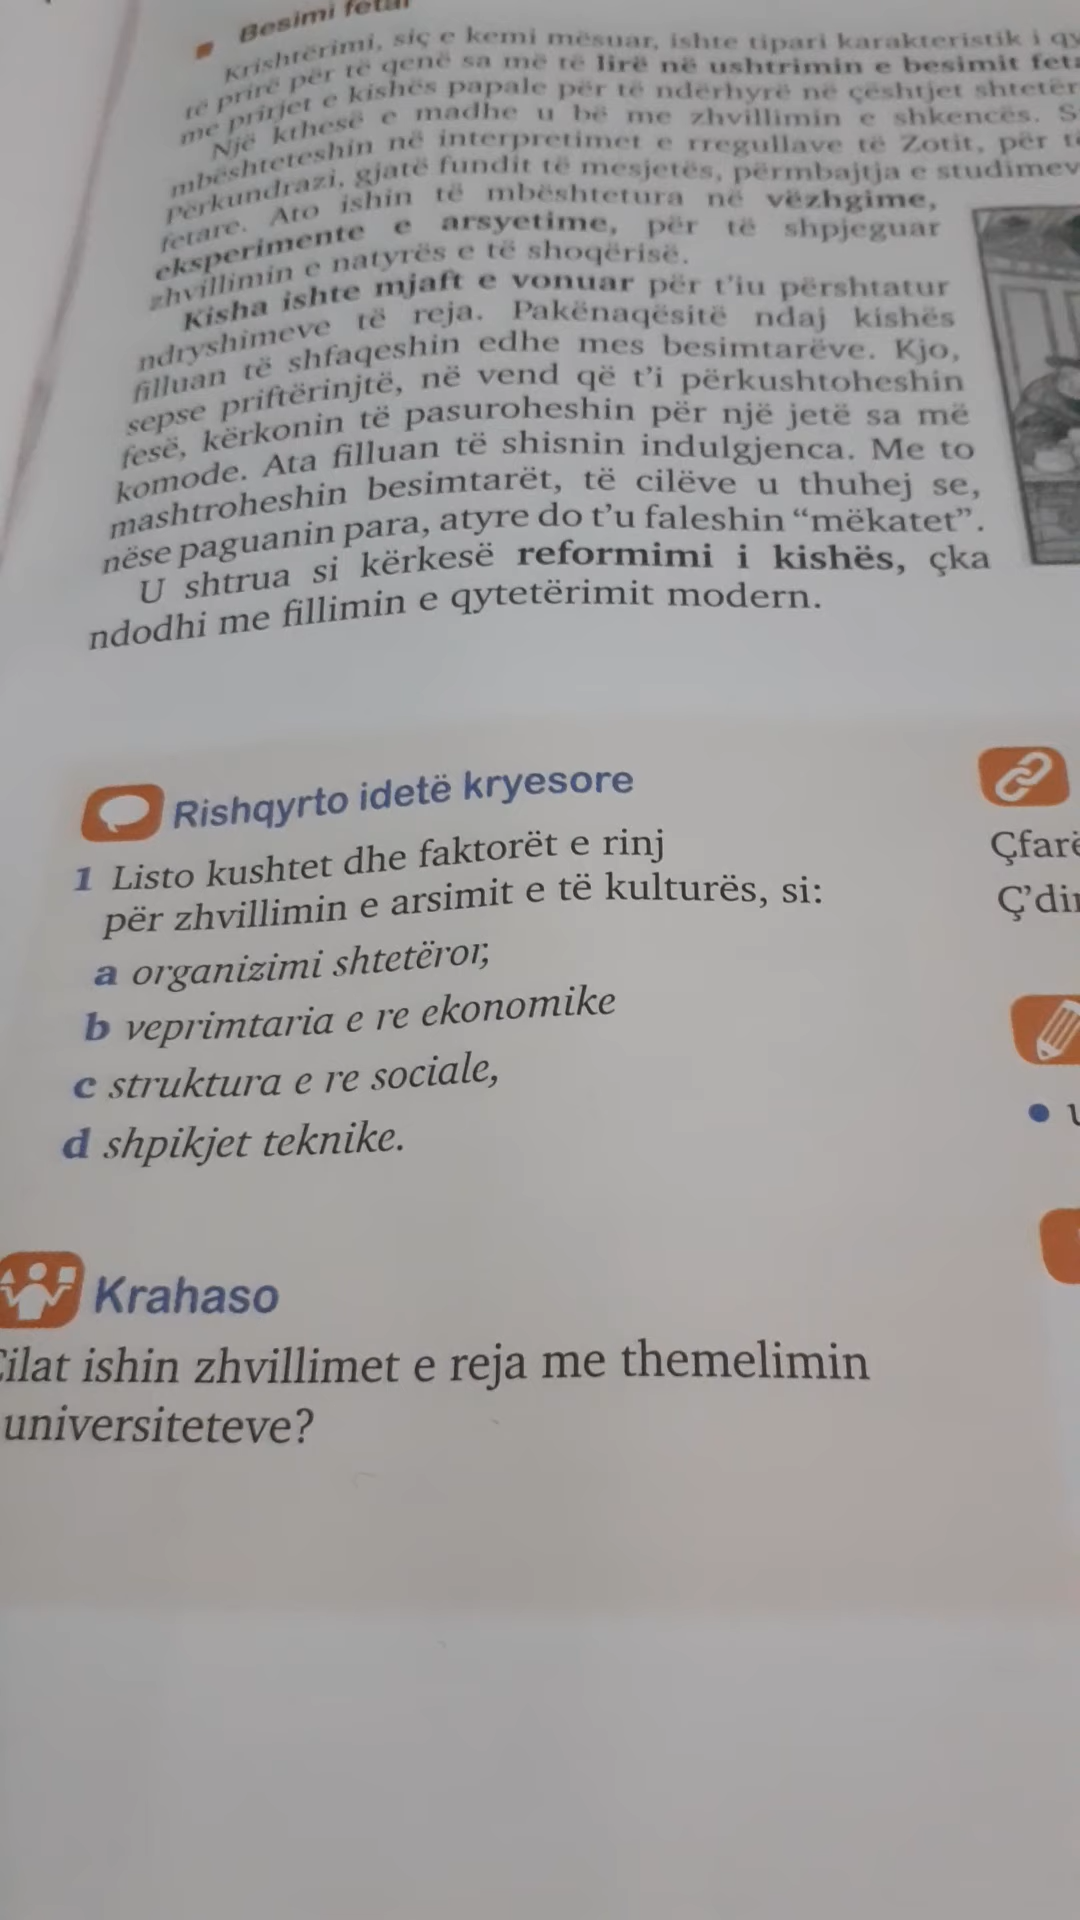 Besimi fetar
Krishtërimi, siç e kemi mësuar, ishte tipari karakteristik i
të prirë për të qenë sa më të lirë në ushtrimin e besimit
me prirjet e kishës papale për të ndërhyrë në çështjet
Një kthesë e madhe u bë me zhvillimin e shkencës.
mbështeteshin në interpretimet e rregullave të Zotit, për
Përkundrazi, gjatë fundit të mesjetës, përmbajtja e
fetare. Ato ishin të mbështetura në vëzhgime,
eksperimente e arsyetime, për të shpjeguar
zhvillimin e natyrës e të shoqërisë.
Kisha ishte mjaft e vonuar për t'iu përshtatur
ndryshimeve të reja. Pakënaqësitë ndaj kishës
filluan të shfaqeshin edhe mes besimtarëve. Kjo,
sepse priftërinjtë, në vend që t'i përkushtoheshin
fesë, kërkonin të pasuroheshin për një jetë sa më
komode. Ata filluan të shisnin indulgjenca. Me to
mashtroheshin besimtarët, të cilëve u thuhej se,
nëse paguanin para, atyre do t'u faleshin “mëkatet”.
U shtrua si kërkesë reformimi i kishës, çka
ndodhi me fillimin e qytetërimit modern.
Rishqyrto idetë kryesore
1 Listo kushtet dhe faktorët e rinj
për zhvillimin e arsimit e të kulturës, si:
a organizimi shtetëror;
b veprimtaria e re ekonomike
c struktura e re sociale,
d shpikjet teknike.
Krahaso
Cilat ishin zhvillimet e reja me themelimin
universiteteve?
Çfarë